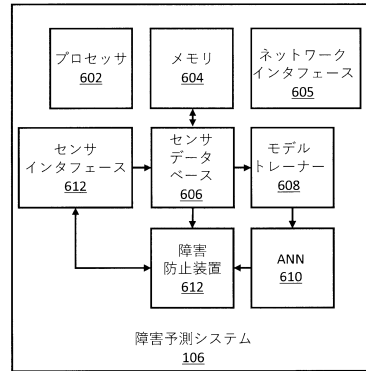 プロセッサ
602
メモリ
604
ネットワーク
インタフェース
605
センサ
インタフェース
612
センサ
データ
ベース
606
モデル
トレーナー
608
障害
防止装置
612
ANN
610
障害予測システム
106